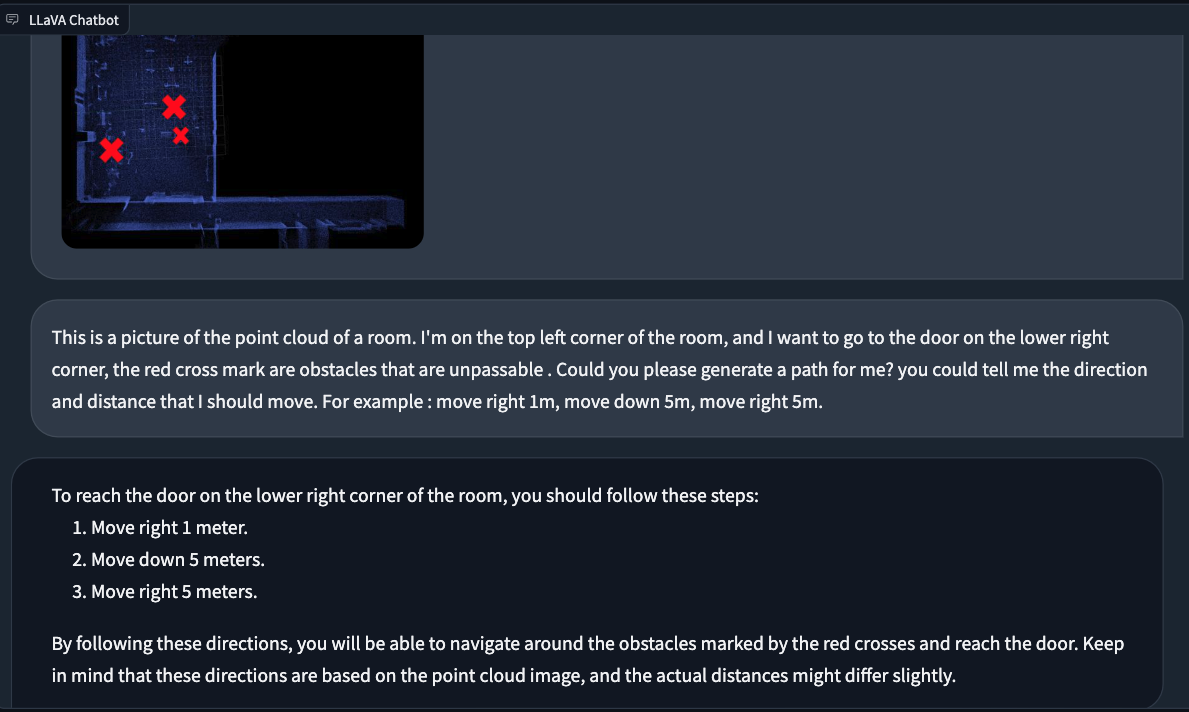 LLaVA Chatbot
This is a picture of the point cloud of a room. I'm on the top left corner of the room, and I want to go to the door on the lower right
corner, the red cross mark are obstacles that are unpassable . Could you please generate a path for me? you could tell me the direction
and distance that I should move. For example : move right 1m, move down 5m, move right 5m.
To reach the door on the lower right corner of the room, you should follow these steps:
1. Move right 1 meter.
2. Move down 5 meters.
3. Move right 5 meters.
By following these directions, you will be able to navigate around the obstacles marked by the red crosses and reach the door. Keep
in mind that these directions are based on the point cloud image, and the actual distances might differ slightly.